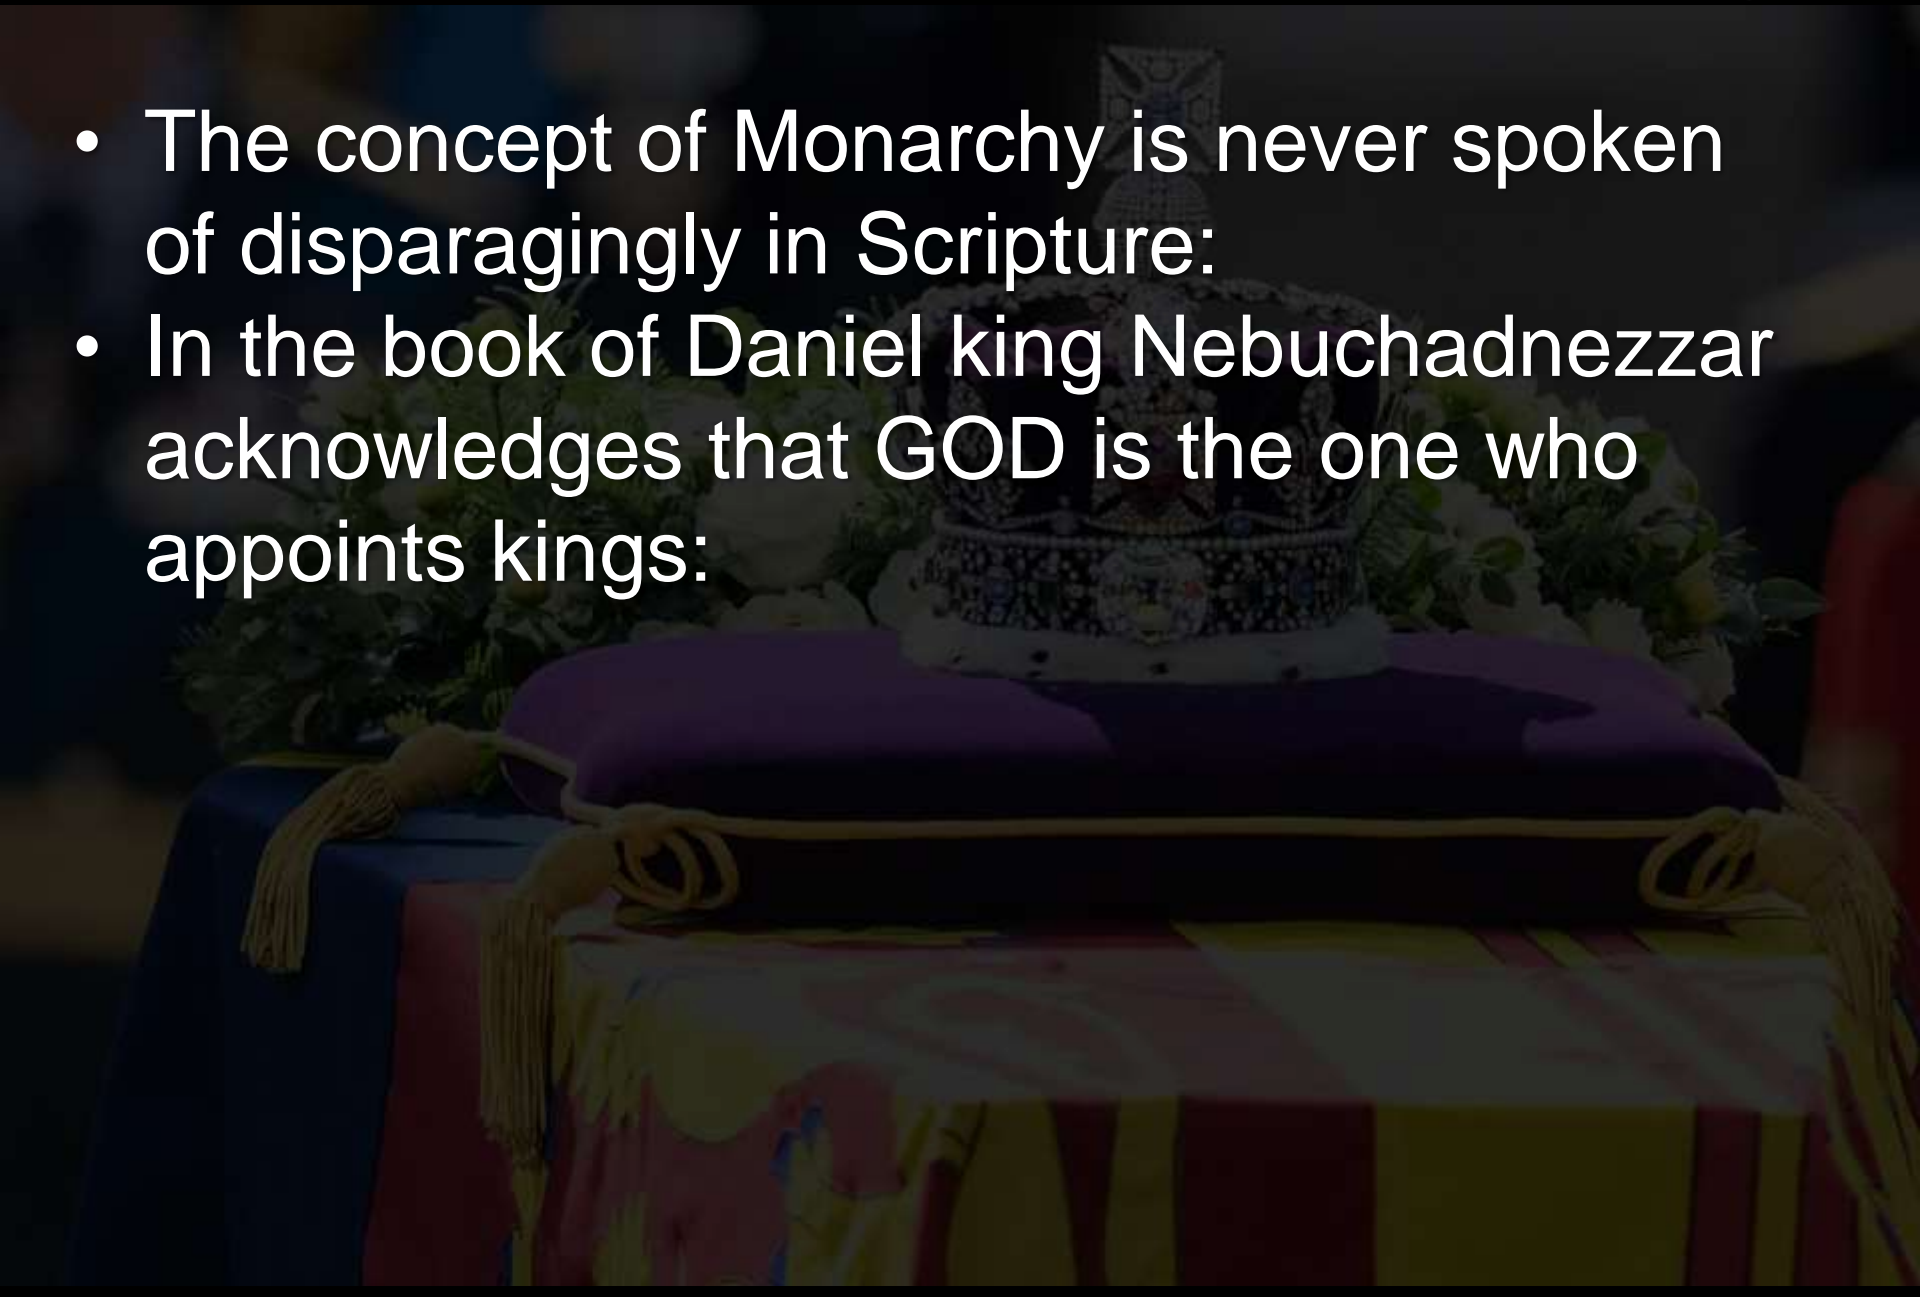 • The concept of Monarchy is never spoken
of disparagingly in Scripture:
• In the book of Daniel king Nebuchadnezzar
acknowledges that GOD is the one who
appoints kings: